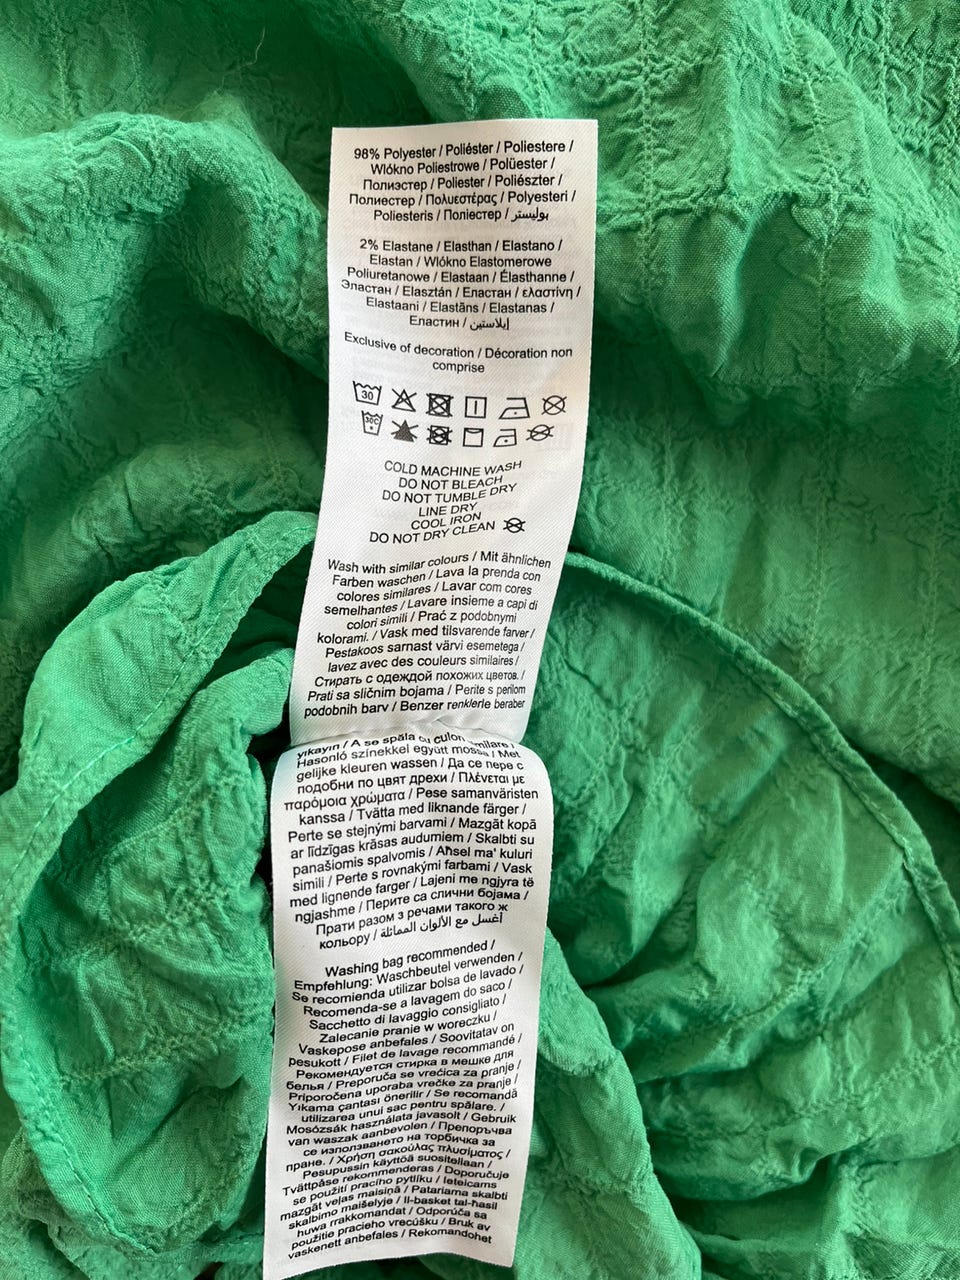 98% Polyester / Poliéster / Poliestere /
Włókno Poliestrowe / Polüester /
Полиэстер / Poliester / Poliészter /
Полиестер / Πολυεστέρας / Polyesteri /
Poliesteris / Поліестер / بوليستر
2% Elastane / Elasthan / Elastano /
Elastan / Włókno Elastomerowe
Poliuretanowe / Elastaan / Élasthanne /
Эластан / Elasztán / Еластан / ελαστίνη /
Elastaani / Elastāns / Elastanas /
Еластин / إيلاستين
Exclusive of decoration / Décoration non
comprise
30
30C
COLD MACHINE WASH
DO NOT BLEACH
DO NOT TUMBLE DRY
LINE DRY
COOL IRON
DO NOT DRY CLEAN
Wash with similar colours / Mit ähnlichen
Farben waschen / Lava la prenda con
colores similares / Lavar com cores
semelhantes / Lavare insieme a capi di
colori simili / Prać z podobnymi
kolorami. / Vask med tilsvarende farver /
Pestakoos sarnast värvi esemetega /
lavez avec des couleurs similaires /
Стирать с одеждой похожих цветов. /
Prati sa sličnim bojama / Perite s perilom
podobnih barv / Benzer renklerle beraber
yıkayın / A se spăla cu culori similare /
Hasonló színekkel együtt mossa / Met
gelijke kleuren wassen / Да се пере с
подобни по цвят дрехи / Πλένεται με
παρόμοια χρώματα / Pese samanväristen
kanssa / Tvätta med liknande färger /
Perte se stejnými barvami / Mazgāt kopā
ar līdzīgas krāsas audumiem / Skalbti su
panašiomis spalvomis / Aħsel ma' kuluri
simili / Perte s rovnakými farbami / Vask
med lignende farger / Lajeni me ngjyra të
ngjashme / Перите са слични бојама /
Прати разом з речами такого ж
кольору / أغسل مع الألوان المماثلة
Washing bag recommended /
Empfehlung: Waschbeutel verwenden /
Se recomienda utilizar bolsa de lavado /
Recomenda-se a lavagem do saco /
Sacchetto di lavaggio consigliato /
Zalecanie pranie w woreczku /
Vaskepose anbefales / Soovitatav on
pesukott / Filet de lavage recommandé /
Рекомендуется стирка в мешке для
белья / Preporuča se vrećica za pranje /
Priporočena uporaba vrečke za pranje /
Yıkama çantası önerilir / Se recomandă
utilizarea unui sac pentru spălare. /
Mosózsák használata javasolt / Gebruik
van waszak aanbevolen / Препоръчва
се използването на торбичка за
пране. / Χρήση σακούλας πλυσίματος /
Pesupussin käyttöä suositellaan /
Tvättpåse rekommenderas / Doporučuje
se použití pracího pytlíku / Ieteicams
mazgāt veļas maisiņā / Patariama skalbti
skalbimo maišelyje / Il-basket tal-ħasil
huwa rrakkomandat / Odporúča sa
použitie pracieho vrecúšku / Bruk av
vaskenett anbefales / Rekomandohet